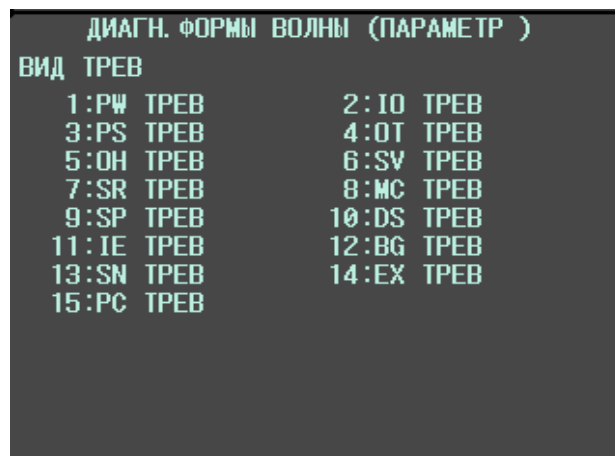 ДИАГН. ФОРМЫ ВОЛНЫ (ПАРАМЕТР )
ВИД ТРЕВ
1:PW ТРЕВ 2:IO ТРЕВ
3:PS ТРЕВ 4:OT ТРЕВ
5:OH ТРЕВ 6:SV ТРЕВ
7:SR ТРЕВ 8:MC ТРЕВ
9:SP ТРЕВ 10:DS ТРЕВ
11:IE ТРЕВ 12:BG ТРЕВ
13:SN ТРЕВ 14:EX ТРЕВ
15:PC ТРЕВ